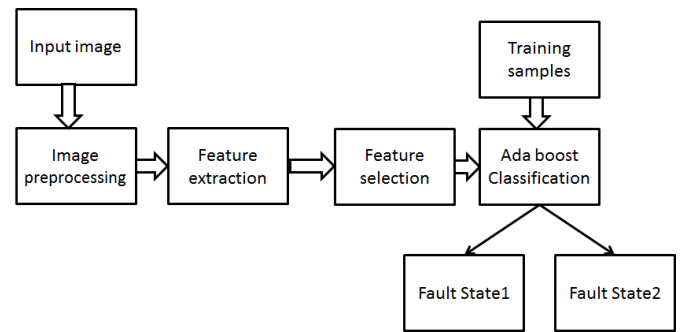 Input image
Training
samples
Image
preprocessing
Feature
extraction
Feature
selection
Ada boost
Classification
Fault State1
Fault State2